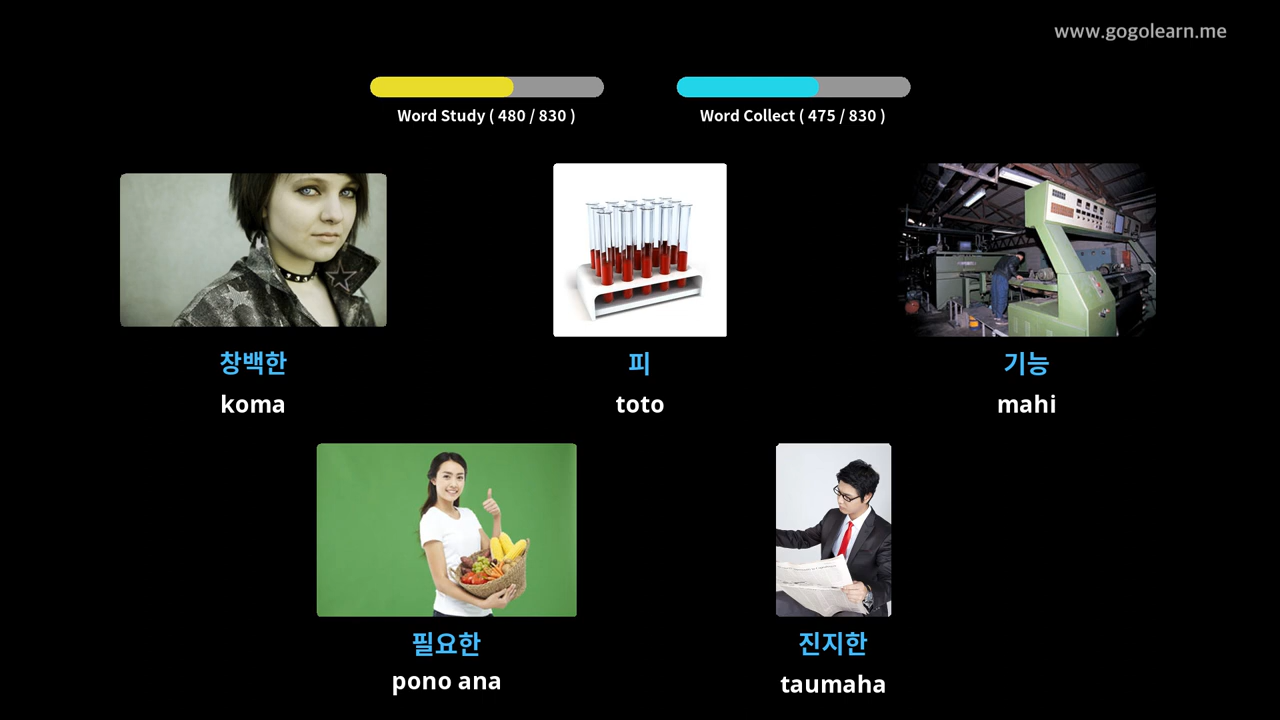 www.gogolearn.me
Word Study ( 480 / 830 )
Word Collect ( 475 / 830 )
창백한
koma
피
toto
기능
mahi
필요한
pono ana
진지한
taumaha